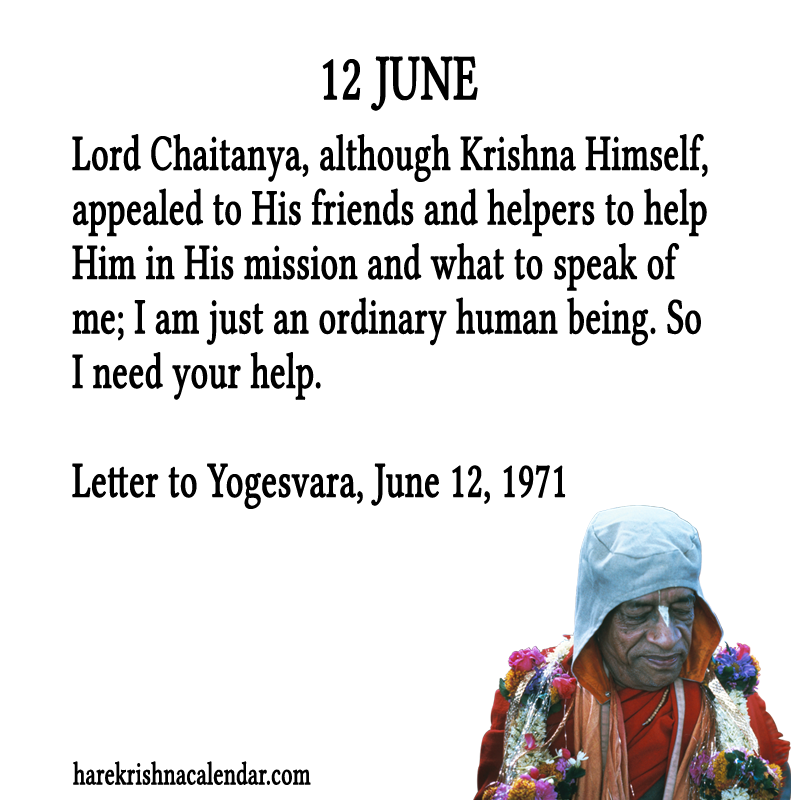 12 JUNE
Lord Chaitanya, although Krishna Himself,
appealed to His friends and helpers to help
Him in His mission and what to speak of
me; I am just an ordinary human being. So
I need your help.
Letter to Yogesvara, June 12, 1971
harekrishnacalendar.com